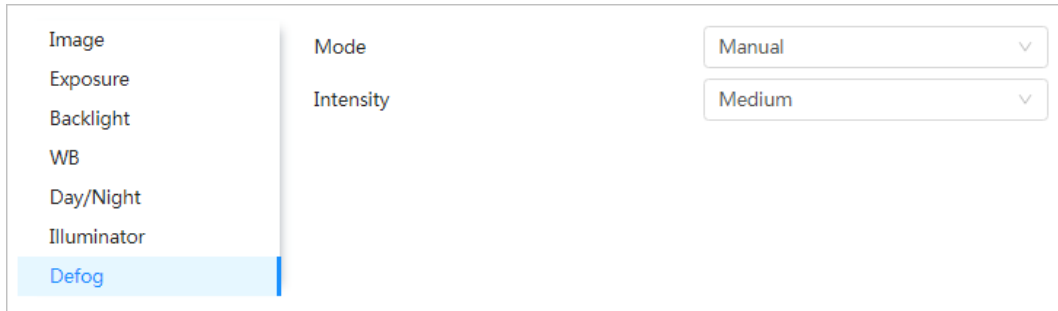 Image
Exposure
Backlight
WB
Day/Night
Illuminator
Defog
Mode Manual
Intensity Medium